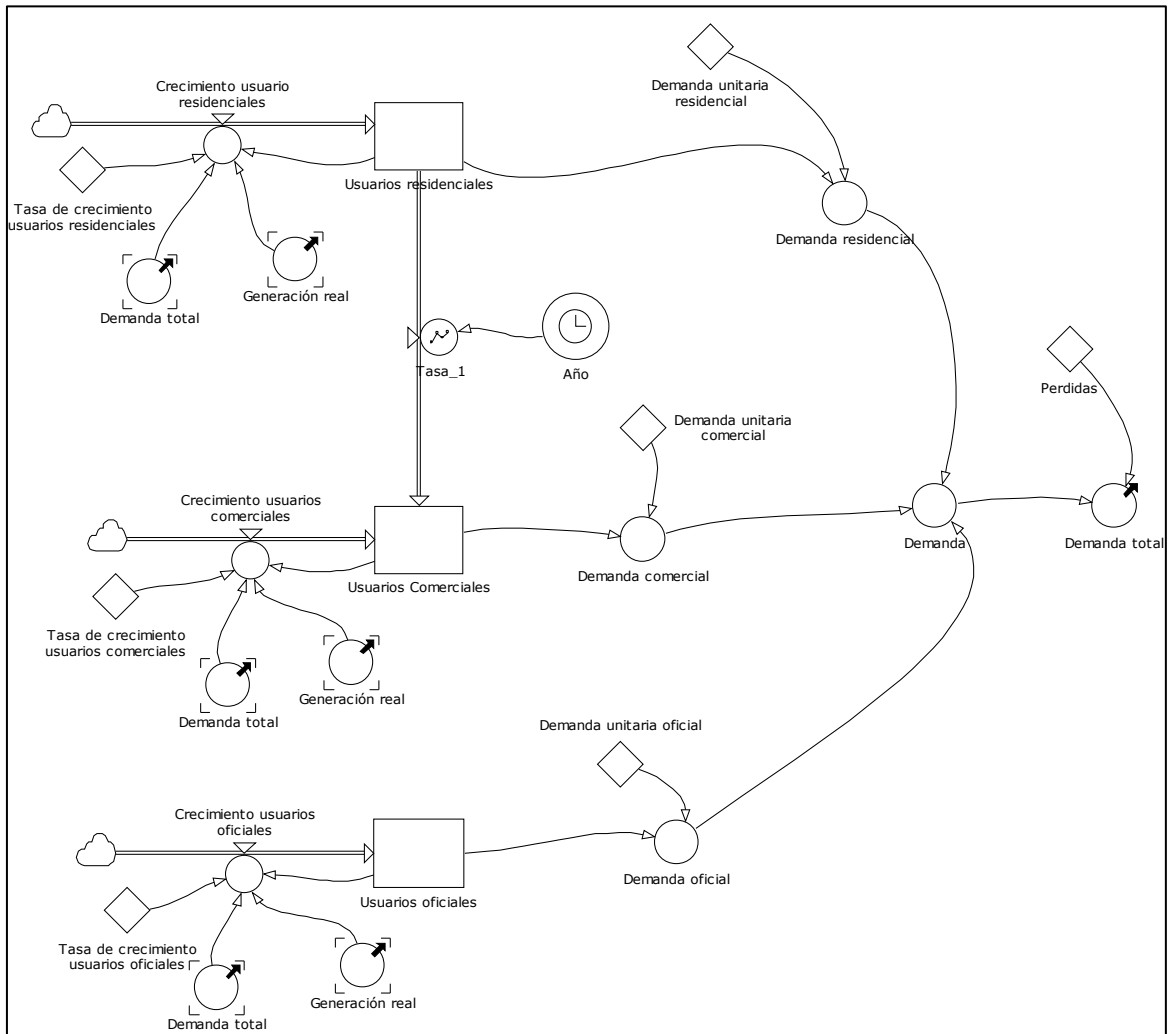 Demanda unitaria
residencial
Crecimiento usuario
residenciales
Usuarios residenciales
Tasa de crecimiento
usuarios residenciales
Demanda residencial
Generación real
Demanda total
Tasa_1
Año
Perdidas
Demanda unitaria
comercial
Crecimiento usuarios
comerciales
Demanda
Demanda total
Demanda comercial
Usuarios Comerciales
Tasa de crecimiento
usuarios comerciales
Generación real
Demanda total
Demanda unitaria oficial
Crecimiento usuarios
oficiales
Demanda oficial
Usuarios oficiales
Tasa de crecimiento
usuarios oficiales
Generación real
Demanda total